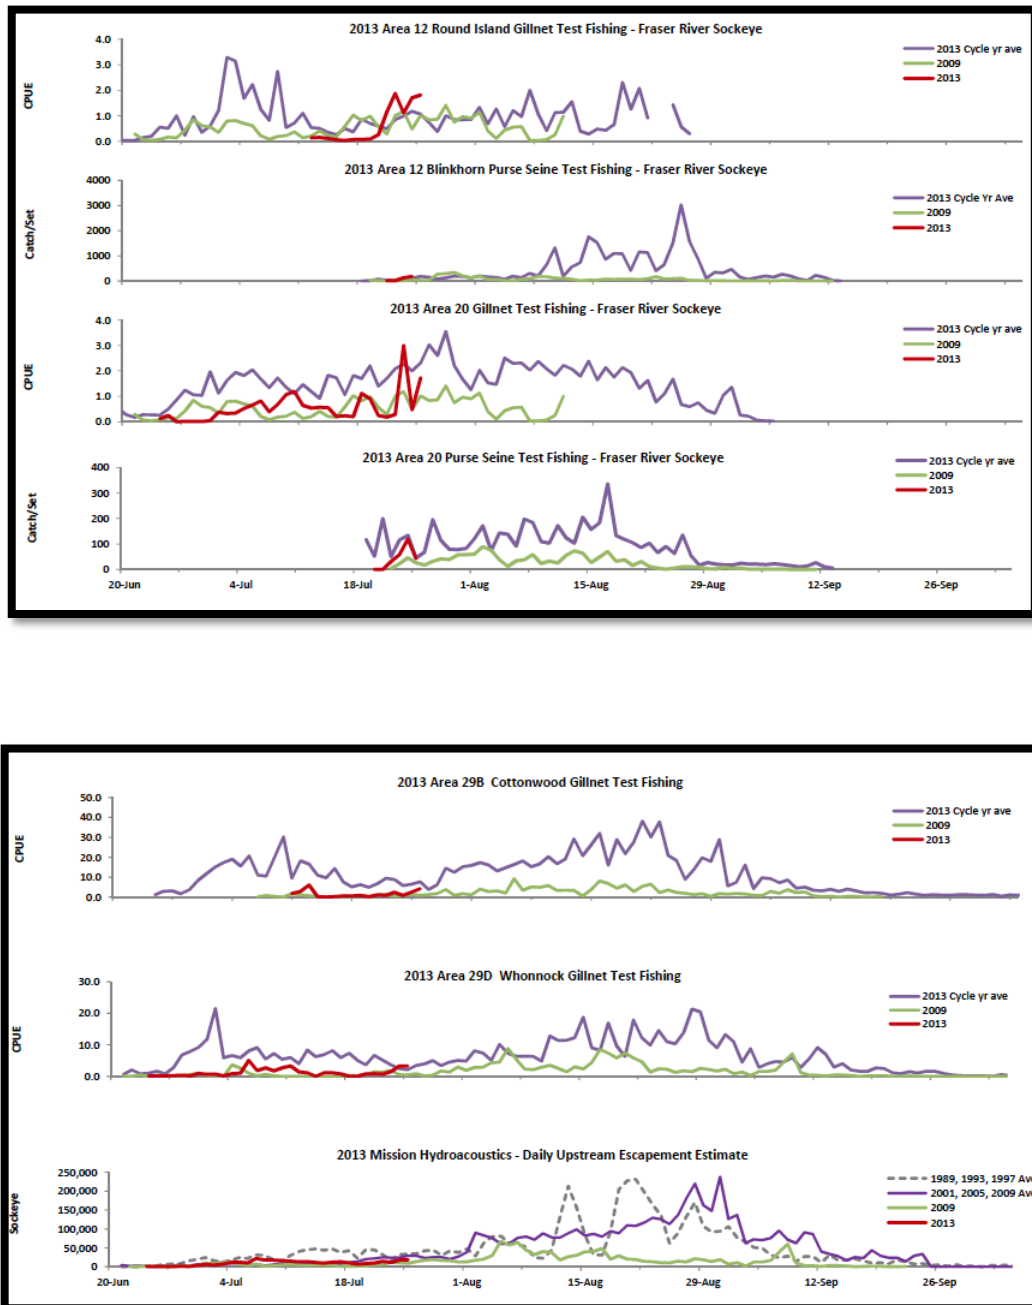 2013 Area 12 Round Island Gillnet Test Fishing - Fraser River Sockeye
4.0
3.0
2.0
1.0
0.0
CPUE
2013 Cycle yr ave
2009
2013
2013 Area 12 Blinkhorn Purse Seine Test Fishing - Fraser River Sockeye
4000
3000
2000
1000
0
Catch/Set
2013 Cycle Yr Ave
2009
2013
2013 Area 20 Gillnet Test Fishing - Fraser River Sockeye
4.0
3.0
2.0
1.0
0.0
CPUE
2013 Cycle yr ave
2009
2013
2013 Area 20 Purse Seine Test Fishing - Fraser River Sockeye
400
300
200
100
0
Catch/Set
2013 Cycle yr ave
2009
2013
20-Jun 4-Jul 18-Jul 1-Aug 15-Aug 29-Aug 12-Sep 26-Sep
2013 Area 29B Cottonwood Gillnet Test Fishing
50.0
40.0
30.0
20.0
10.0
0.0
CPUE
2013 Cycle yr ave
2009
2013
2013 Area 29D Whonnock Gillnet Test Fishing
30.0
20.0
10.0
0.0
CPUE
2013 Cycle yr ave
2009
2013
2013 Mission Hydroacoustics - Daily Upstream Escapement Estimate
250,000
200,000
150,000
100,000
50,000
0
Sockeye
1989, 1993, 1997 Ave
2001, 2005, 2009 Ave
2009
2013
20-Jun 4-Jul 18-Jul 1-Aug 15-Aug 29-Aug 12-Sep 26-Sep